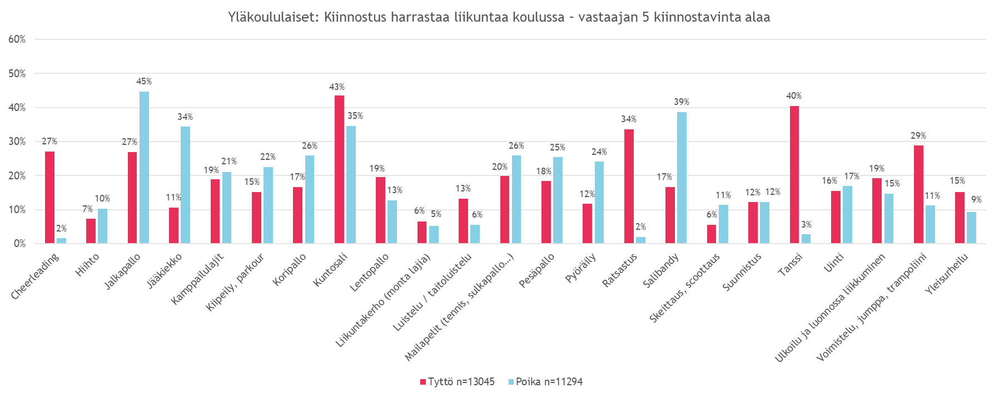 Yläkoululaiset: Kiinnostus harrastaa liikuntaa koulussa – vastaajan 5 kiinnostavinta alaa
60%
50%
40%
30%
20%
10%
0%
27%
2%
7%
10%
27%
45%
11%
34%
19%
21%
15%
22%
17%
26%
43%
35%
19%
13%
6%
5%
13%
6%
20%
26%
18%
25%
12%
24%
34%
2%
17%
39%
6%
11%
12%
12%
40%
3%
16%
17%
19%
15%
29%
11%
15%
9%
Cheerleading
Hiihto
Jalkapallo
Jääkiekko
Kamppailulajit
Kiipeily, parkour
Koripallo
Kuntosali
Lentopallo
Liikuntakerho (monta lajia)
Luistelu / taitoluistelu
Mailapelit (tennis, sulkapallo...)
Pesäpallo
Pyöräily
Ratsastus
Salibandy
Skeittaus, scoottaus
Suunnistus
Tanssi
Uinti
Ulkoilu ja luonnossa liikkuminen
Voimistelu, jumppa, trampoliini
Yleisurheilu
Tyttö n=13045
Poika n=11294